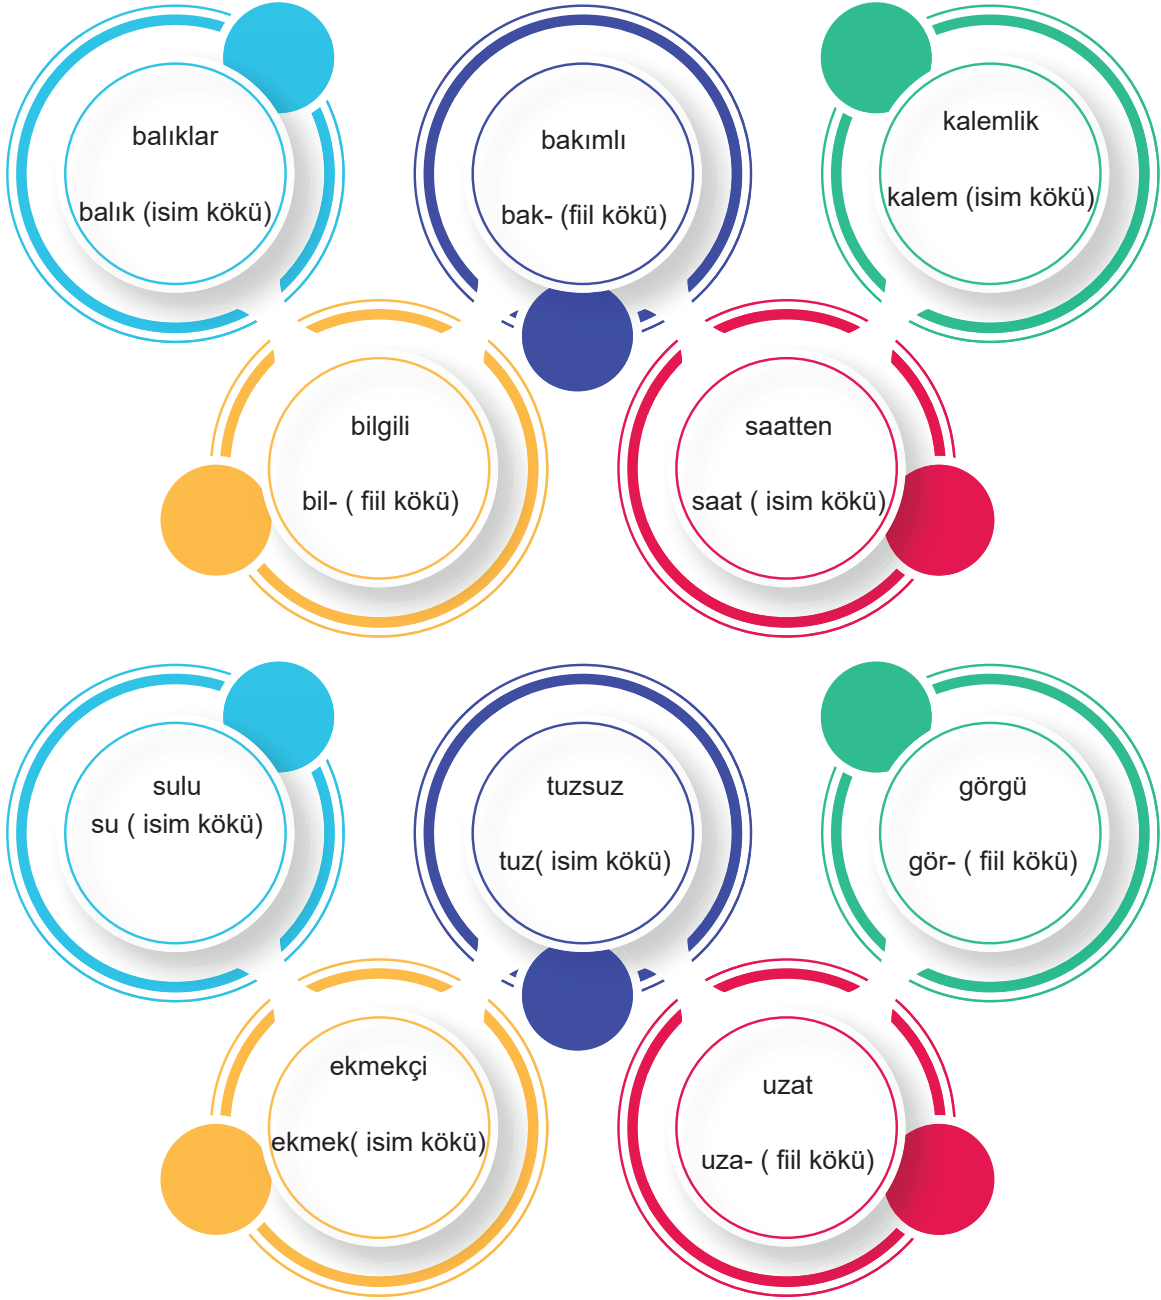 balıklar
balık (isim kökü)
bakımlı
bak- (fiil kökü)
kalemlik
kalem (isim kökü)
bilgili
bil- ( fiil kökü)
saatten
saat ( isim kökü)
sulu
su ( isim kökü)
tuzsuz
tuz( isim kökü)
görgü
gör- ( fiil kökü)
ekmekçi
ekmek( isim kökü)
uzat
uza- ( fiil kökü)